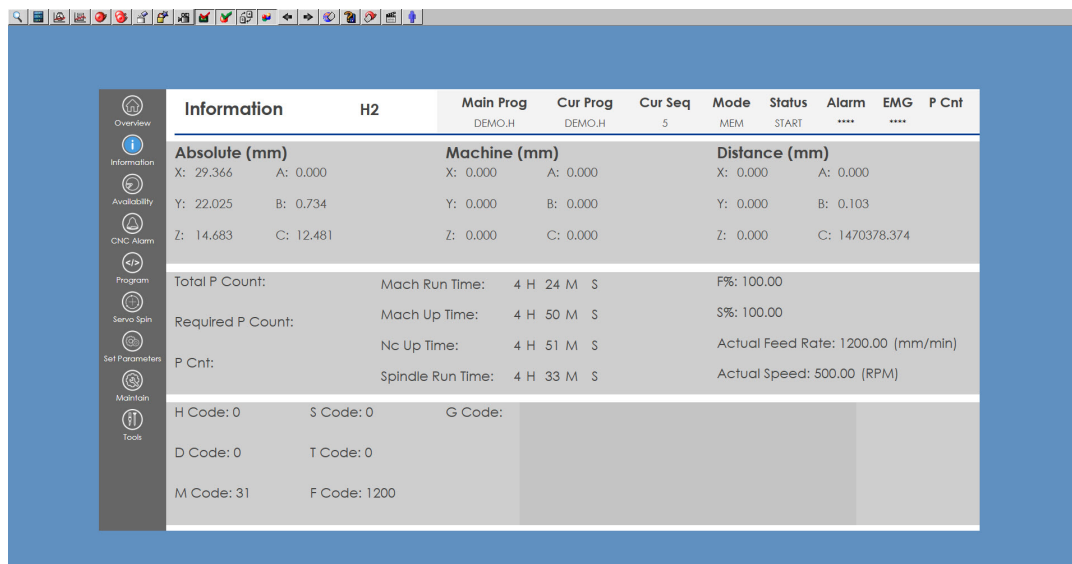 Overview
Information
Availability
CNC Alarm
Program
Servo Spin
Set Parameters
Maintain
Tools
Information H2 Main Prog Cur Prog Cur Seq Mode Status Alarm EMG P Cnt
DEMO.H DEMO.H 5 MEM START **** ****
Absolute (mm) Machine (mm) Distance (mm)
X: 29.366 A: 0.000 X: 0.000 A: 0.000 X: 0.000 A: 0.000
Y: 22.025 B: 0.734 Y: 0.000 B: 0.000 Y: 0.000 B: 0.103
Z: 14.683 C: 12.481 Z: 0.000 C: 0.000 Z: 0.000 C: 1470378.374
Total P Count: Mach Run Time: 4 H 24 M S F%: 100.00
Required P Count: Mach Up Time: 4 H 50 M S S%: 100.00
P Cnt: Nc Up Time: 4 H 51 M S Actual Feed Rate: 1200.00 (mm/min)
Spindle Run Time: 4 H 33 M S Actual Speed: 500.00 (RPM)
H Code: 0 S Code: 0 G Code:
D Code: 0 T Code: 0
M Code: 31 F Code: 1200